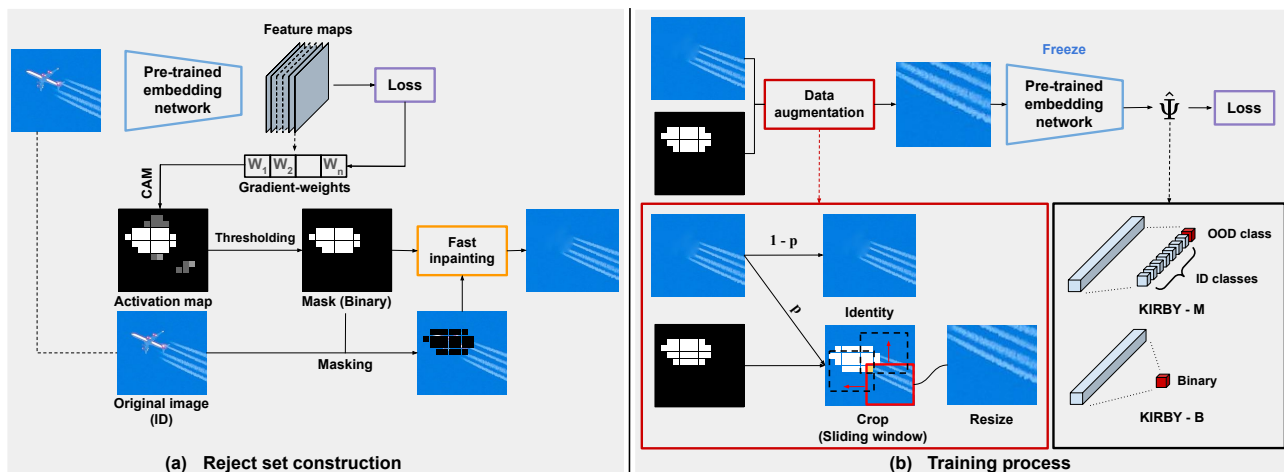 Feature maps
Pre-trained
embedding
network
Loss
W1 W2 Wn
Gradient-weights
CAM
Thresholding
Fast
inpainting
Activation map
Mask (Binary)
Masking
Original image
(ID)
(a) Reject set construction
Freeze
Data
augmentation
Pre-trained
embedding
network
Ψ̂
Loss
1 - p
p
Identity
Crop
(Sliding window)
Resize
OOD class
ID classes
KIRBY - M
Binary
KIRBY - B
(b) Training process